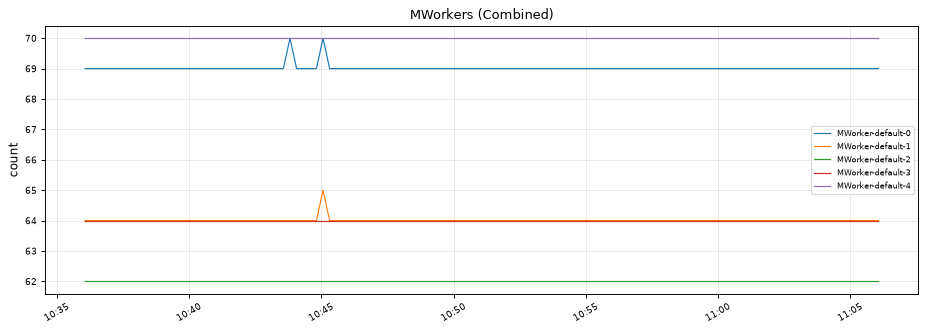 MWorkers (Combined)
70
69
68
67
66
65
64
63
62
count
MWorker-default-0
MWorker-default-1
MWorker-default-2
MWorker-default-3
MWorker-default-4
10:35
10:40
10:45
10:50
10:55
11:00
11:05